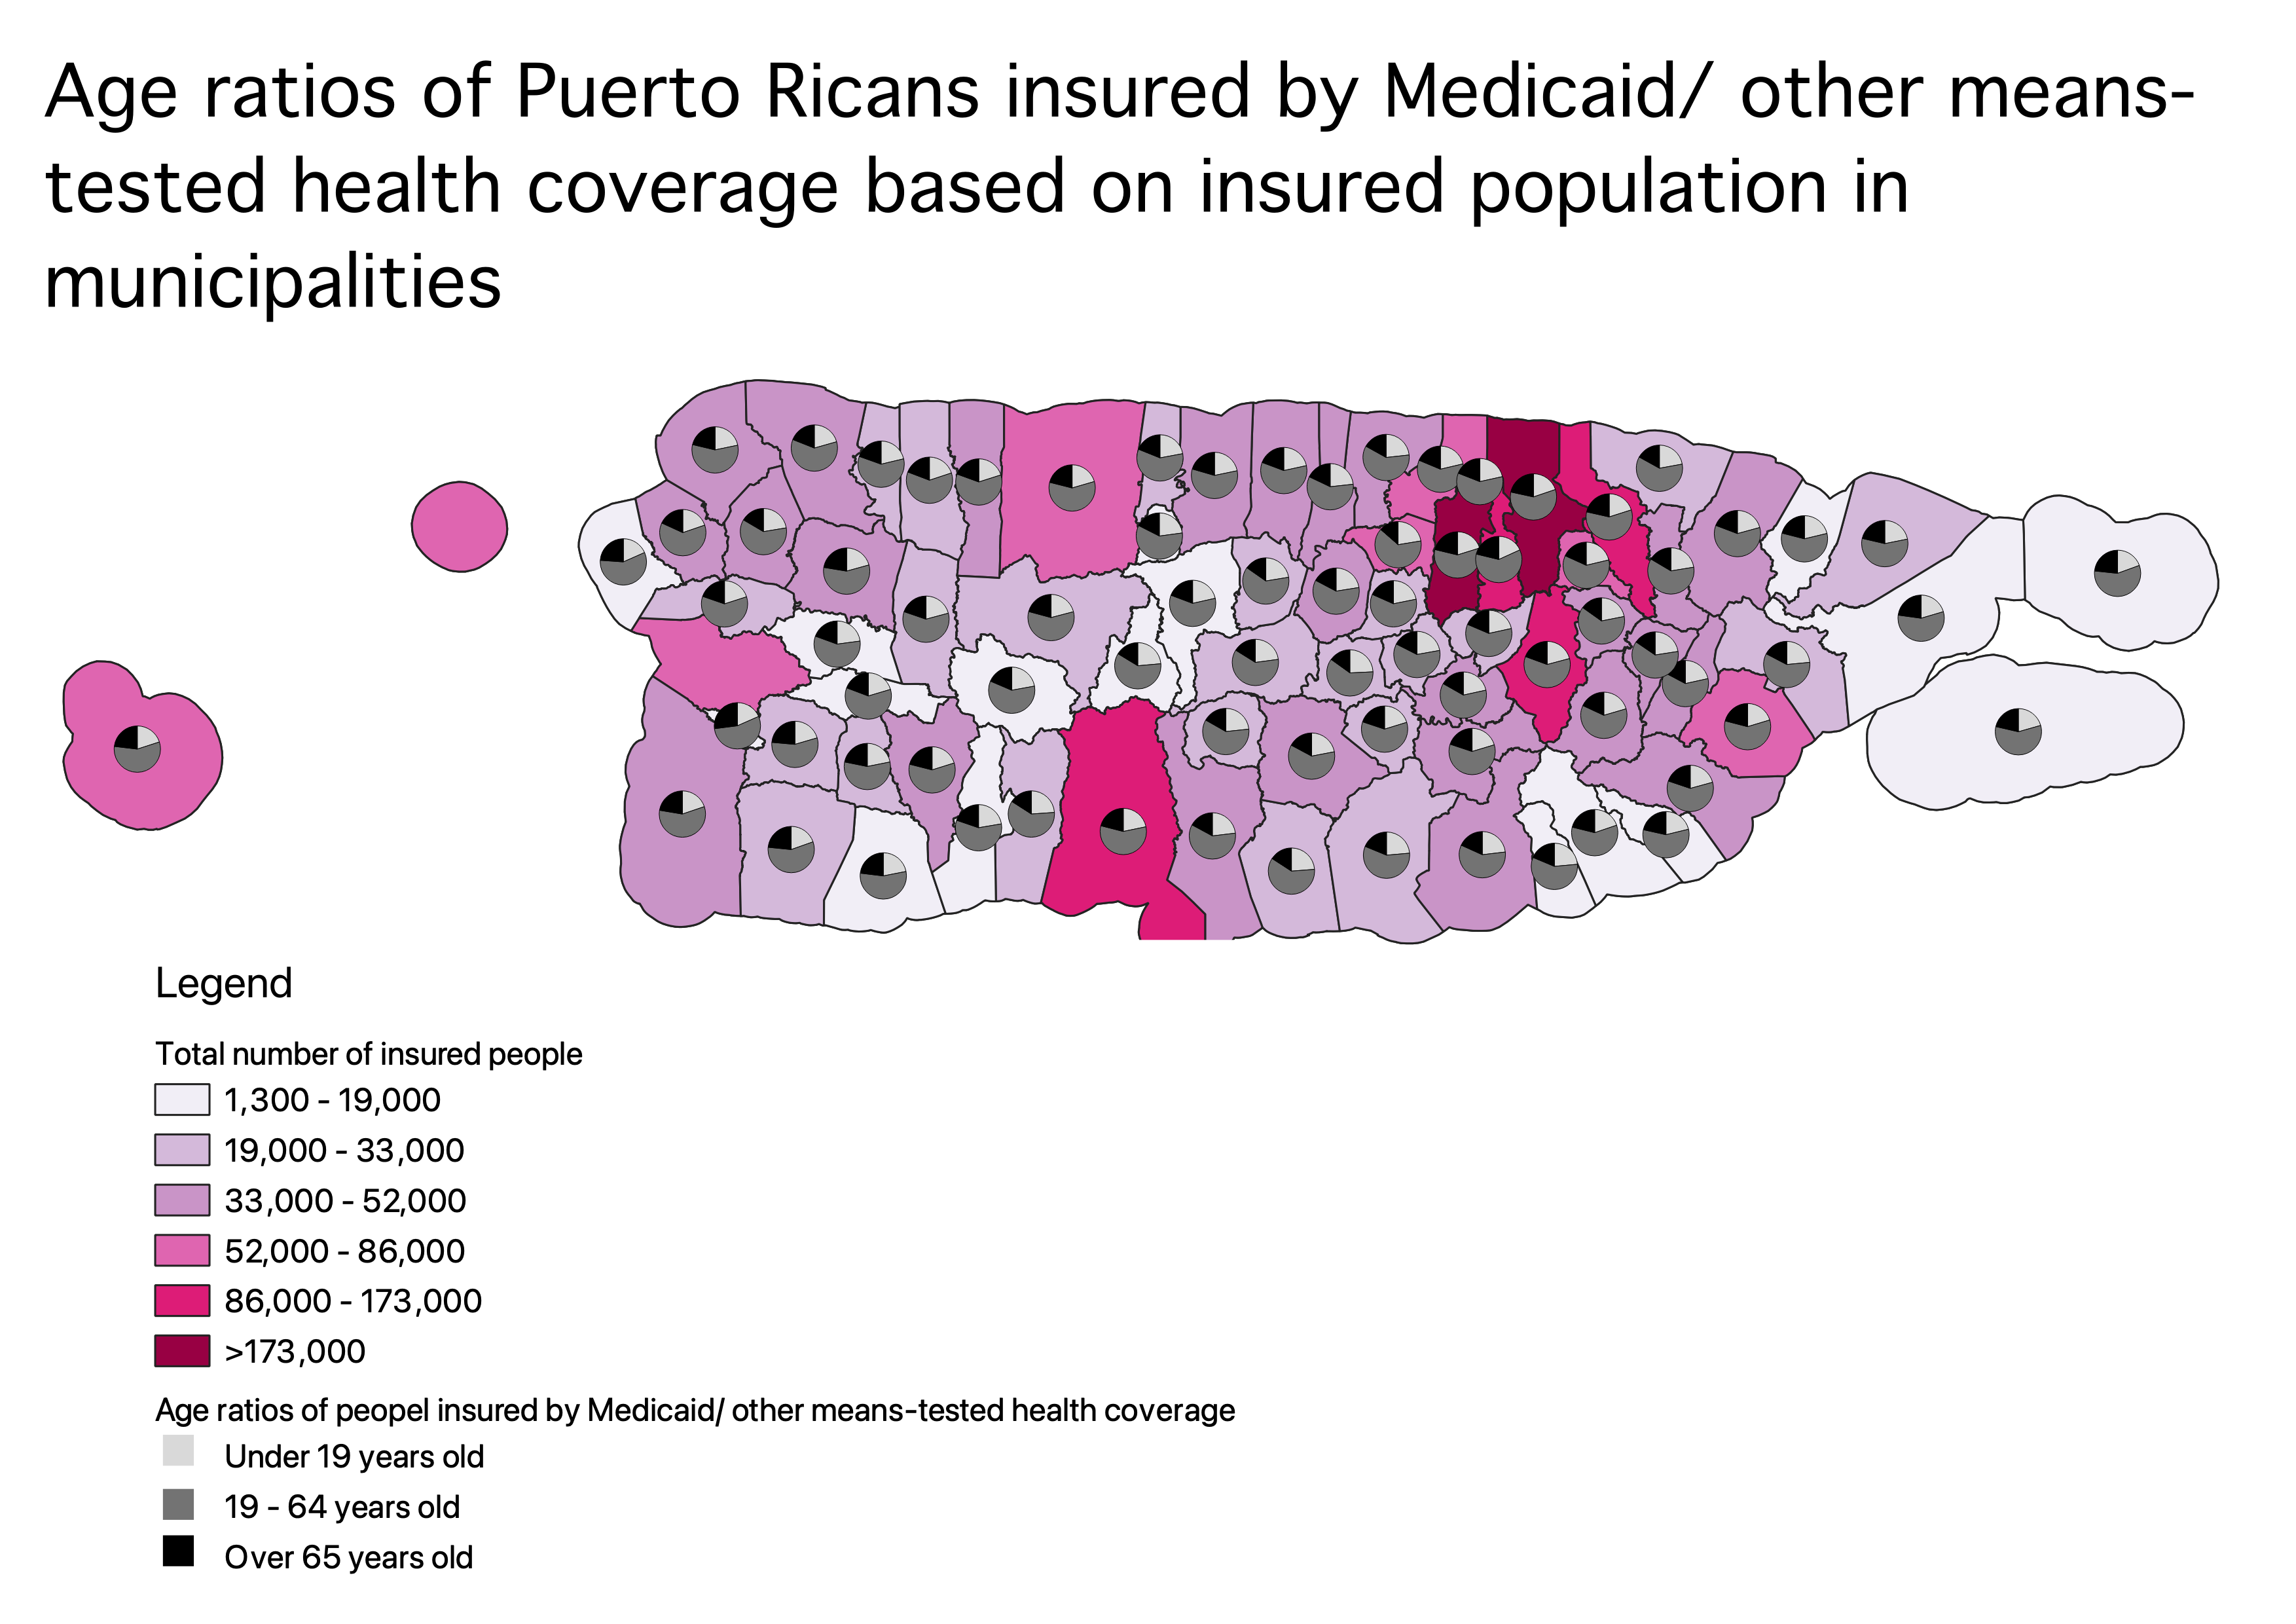 Age ratios of Puerto Ricans insured by Medicaid/ other means-
tested health coverage based on insured population in
municipalities
Legend
Total number of insured people
1,300 - 19,000
19,000 - 33,000
33,000 - 52,000
52,000 - 86,000
86,000 - 173,000
>173,000
Age ratios of peopel insured by Medicaid/ other means-tested health coverage
Under 19 years old
19 - 64 years old
Over 65 years old